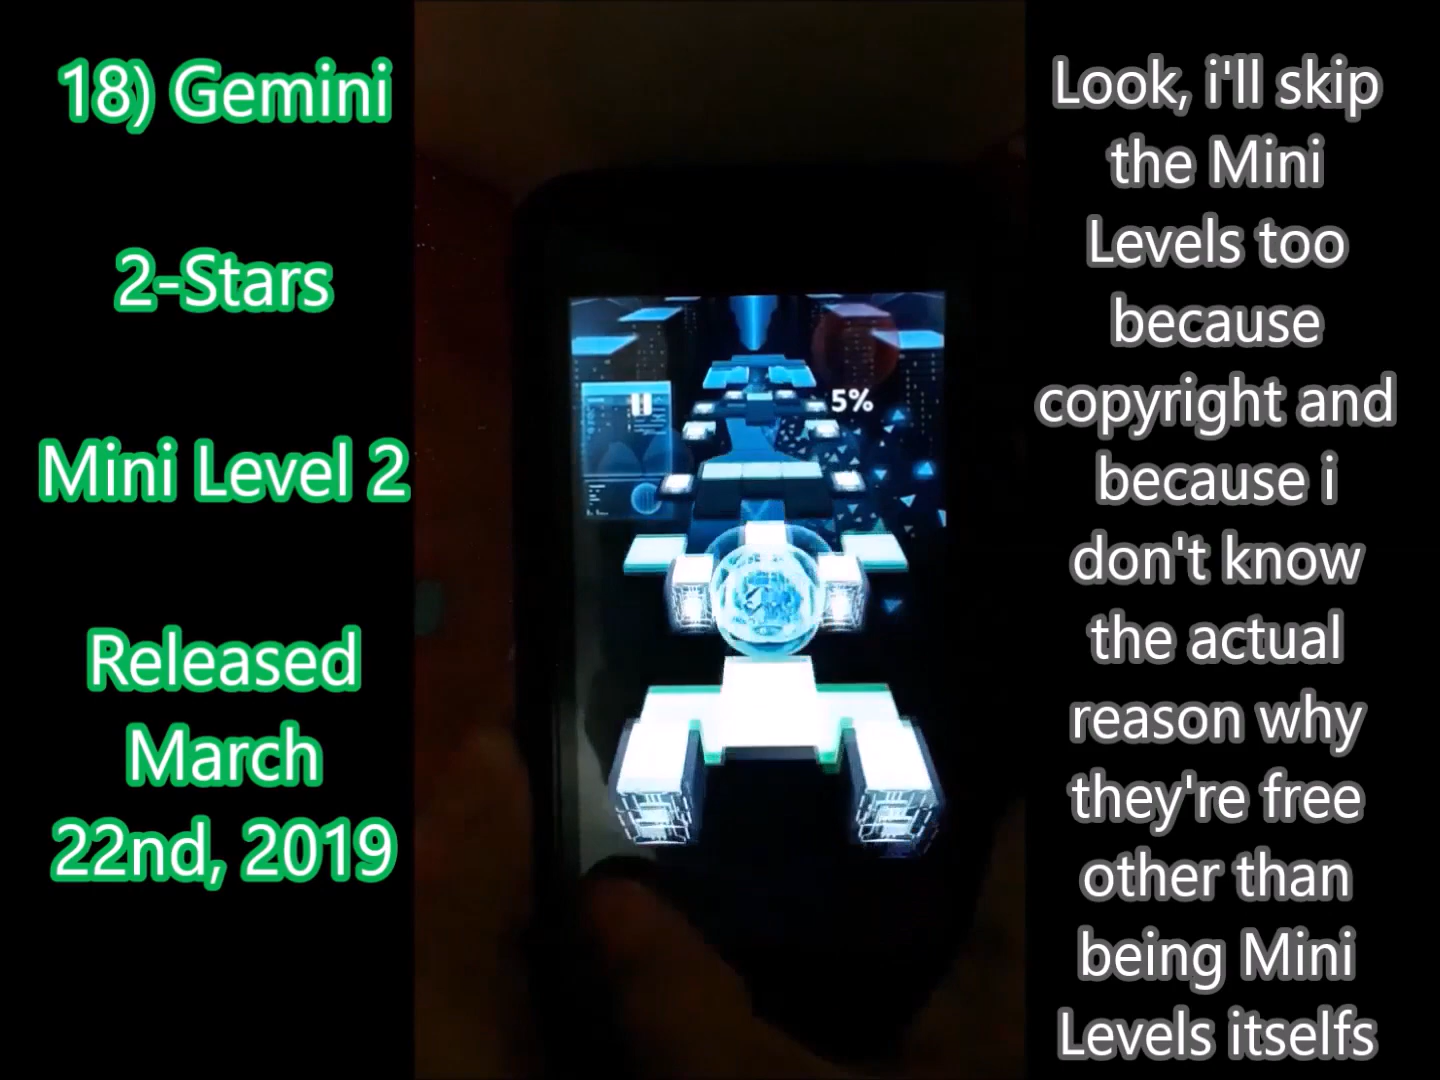 18) Gemini
2-Stars
Mini Level 2
Released
March
22nd, 2019
5%
Look, i'll skip
the Mini
Levels too
because
copyright and
because i
don't know
the actual
reason why
they're free
other than
being Mini
Levels itselfs